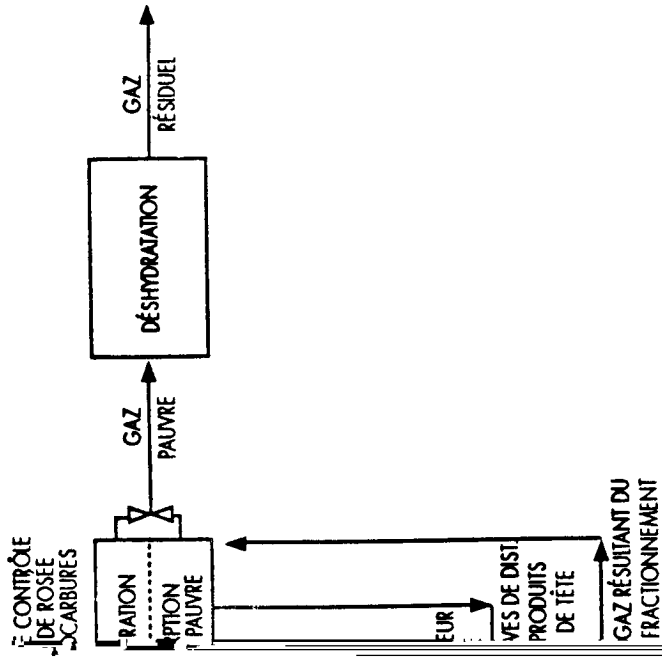 CONTRÔLE
DE ROSÉE
OCARBURES
RATION
PTION
PAUVRE
GAZ
PAUVRE
DÉSHYDRATATION
GAZ
RÉSIDUEL
EUR
VES DE DIST.
PRODUITS
DE TÊTE
GAZ RÉSULTANT DU
FRACTIONNEMENT